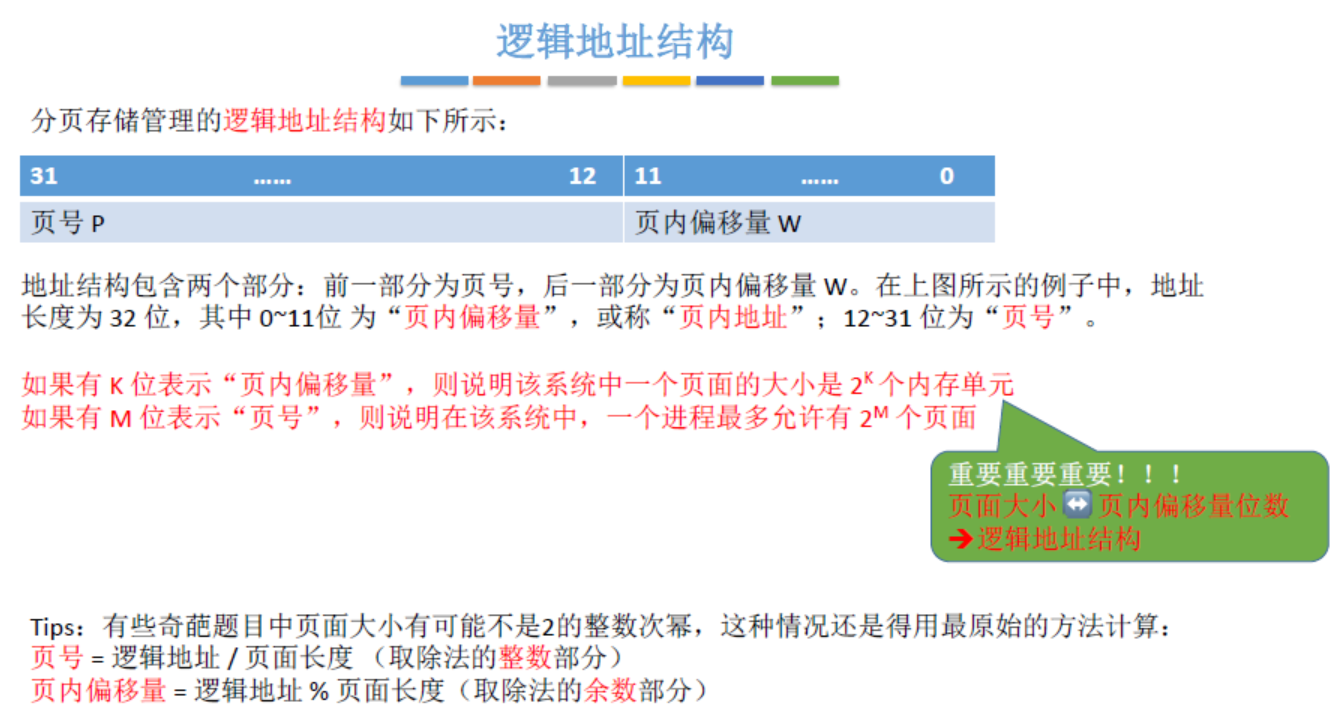 逻辑地址结构
分页存储管理的逻辑地址结构如下所示：
31 …… 12 11 …… 0
页号 P 页内偏移量 W
地址结构包含两个部分：前一部分为页号，后一部分为页内偏移量 W。在上图所示的例子中，地址
长度为 32 位，其中 0~11位 为“页内偏移量”，或称“页内地址”；12~31 位为“页号”。
如果有 K 位表示“页内偏移量”，则说明该系统中一个页面的大小是 2ᴷ 个内存单元
如果有 M 位表示“页号”，则说明在该系统中，一个进程最多允许有 2ᴹ 个页面
重要重要重要！！！
页面大小↔️页内偏移量位数
➔逻辑地址结构
Tips：有些奇葩题目中页面大小有可能不是2的整数次幂，这种情况还是得用最原始的方法计算：
页号 = 逻辑地址 / 页面长度 （取除法的整数部分）
页内偏移量 = 逻辑地址 % 页面长度（取除法的余数部分）